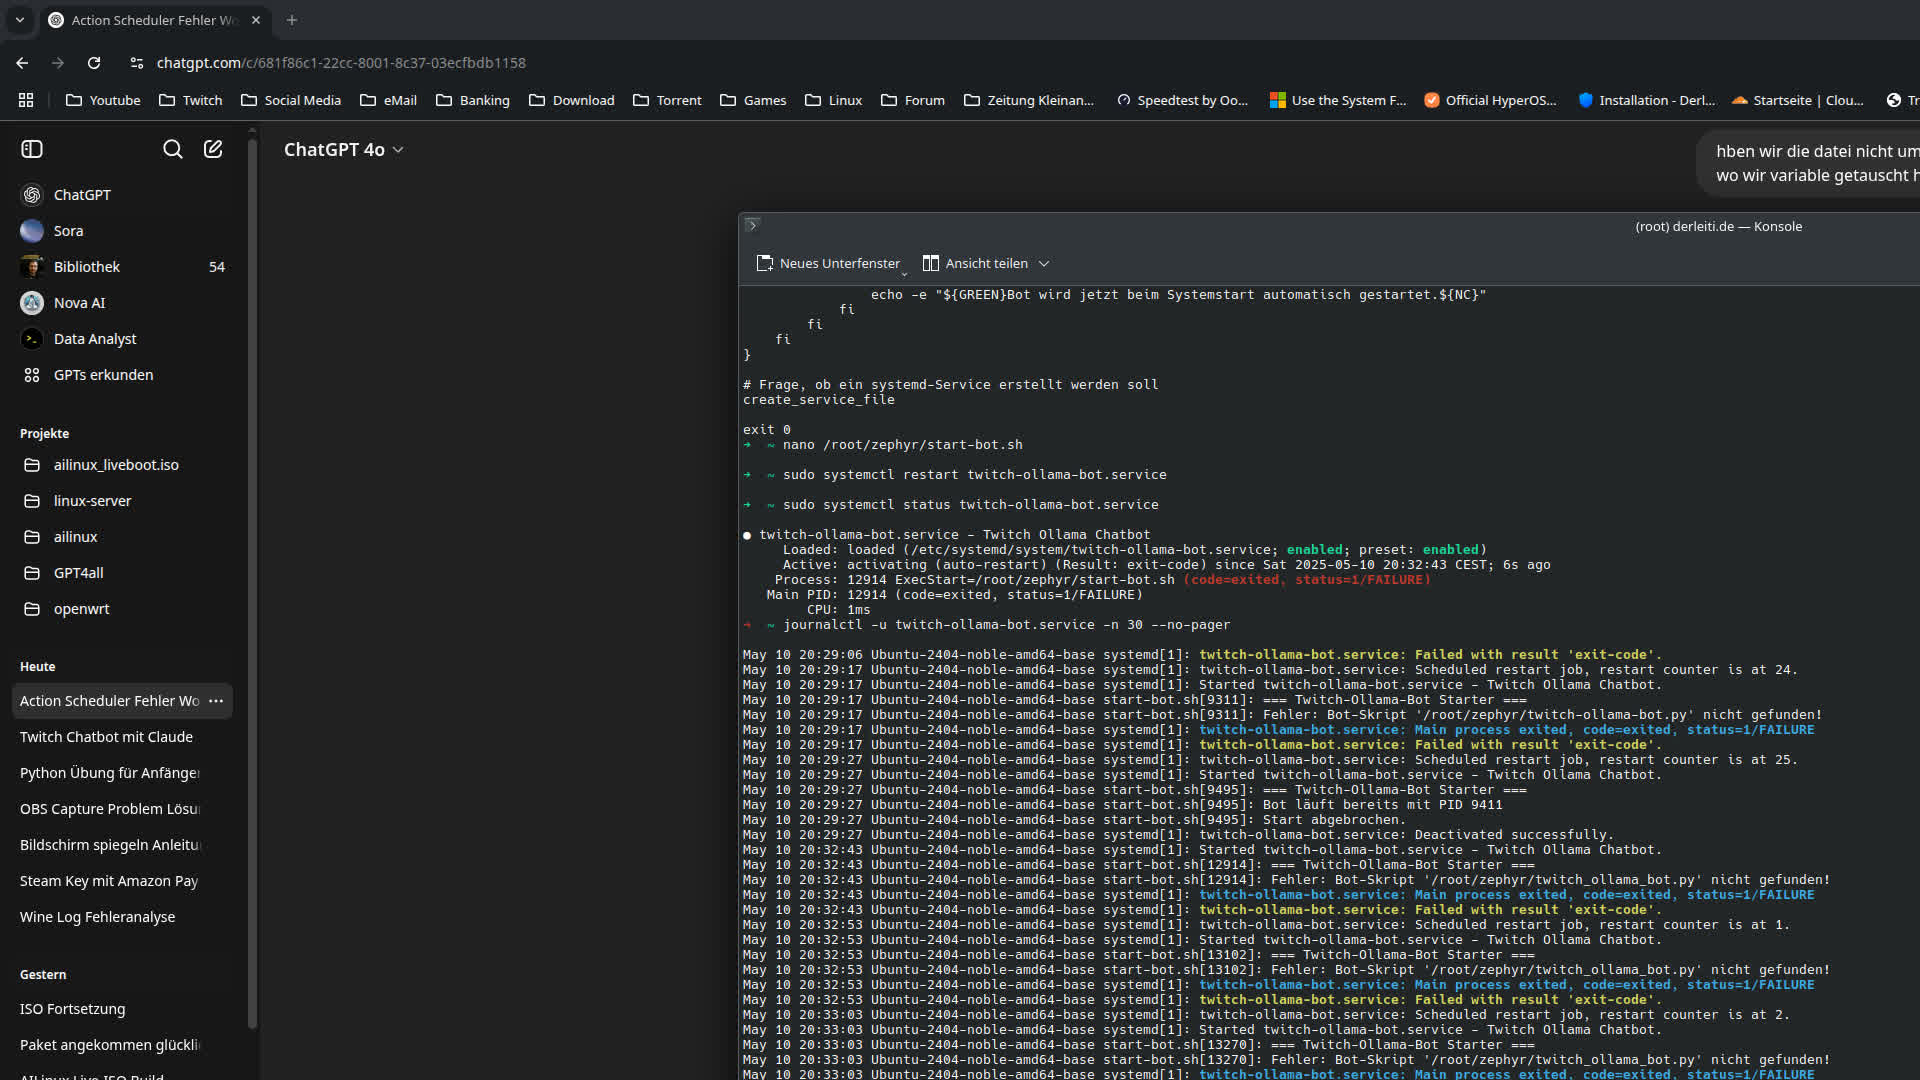 Action Scheduler Fehler Wo
chatgpt.com/c/681f86c1-22cc-8001-8c37-03ecfbdb1158
Youtube
Twitch
Social Media
eMail
Banking
Download
Torrent
Games
Linux
Forum
Zeitung Kleinan...
Speedtest by Oo...
Use the System F...
Official HyperOS...
Installation - Derl...
Startseite | Clou...
Tr
ChatGPT 4o
hben wir die datei nicht um
wo wir variable getauscht h
ChatGPT
Sora
Bibliothek 54
Nova AI
Data Analyst
GPTs erkunden
Projekte
ailinux_liveboot.iso
linux-server
ailinux
GPT4all
openwrt
Heute
Action Scheduler Fehler Wo
Twitch Chatbot mit Claude
Python Übung für Anfänger
OBS Capture Problem Lösu
Bildschirm spiegeln Anleitu
Steam Key mit Amazon Pay
Wine Log Fehleranalyse
Gestern
ISO Fortsetzung
Paket angekommen glückli
AILinux Live ISO Build
(root) derleiti.de — Konsole
Neues Unterfenster
Ansicht teilen
echo -e "${GREEN}Bot wird jetzt beim Systemstart automatisch gestartet.${NC}"
fi
fi
fi
}
# Frage, ob ein systemd-Service erstellt werden soll
create_service_file
exit 0
➜ ~ nano /root/zephyr/start-bot.sh
➜ ~ sudo systemctl restart twitch-ollama-bot.service
➜ ~ sudo systemctl status twitch-ollama-bot.service
● twitch-ollama-bot.service - Twitch Ollama Chatbot
Loaded: loaded (/etc/systemd/system/twitch-ollama-bot.service; enabled; preset: enabled)
Active: activating (auto-restart) (Result: exit-code) since Sat 2025-05-10 20:32:43 CEST; 6s ago
Process: 12914 ExecStart=/root/zephyr/start-bot.sh (code=exited, status=1/FAILURE)
Main PID: 12914 (code=exited, status=1/FAILURE)
CPU: 1ms
➜ ~ journalctl -u twitch-ollama-bot.service -n 30 --no-pager
May 10 20:29:06 Ubuntu-2404-noble-amd64-base systemd[1]: twitch-ollama-bot.service: Failed with result 'exit-code'.
May 10 20:29:17 Ubuntu-2404-noble-amd64-base systemd[1]: twitch-ollama-bot.service: Scheduled restart job, restart counter is at 24.
May 10 20:29:17 Ubuntu-2404-noble-amd64-base systemd[1]: Started twitch-ollama-bot.service - Twitch Ollama Chatbot.
May 10 20:29:17 Ubuntu-2404-noble-amd64-base start-bot.sh[9311]: === Twitch-Ollama-Bot Starter ===
May 10 20:29:17 Ubuntu-2404-noble-amd64-base start-bot.sh[9311]: Fehler: Bot-Skript '/root/zephyr/twitch-ollama-bot.py' nicht gefunden!
May 10 20:29:17 Ubuntu-2404-noble-amd64-base systemd[1]: twitch-ollama-bot.service: Main process exited, code=exited, status=1/FAILURE
May 10 20:29:17 Ubuntu-2404-noble-amd64-base systemd[1]: twitch-ollama-bot.service: Failed with result 'exit-code'.
May 10 20:29:27 Ubuntu-2404-noble-amd64-base systemd[1]: twitch-ollama-bot.service: Scheduled restart job, restart counter is at 25.
May 10 20:29:27 Ubuntu-2404-noble-amd64-base systemd[1]: Started twitch-ollama-bot.service - Twitch Ollama Chatbot.
May 10 20:29:27 Ubuntu-2404-noble-amd64-base start-bot.sh[9495]: === Twitch-Ollama-Bot Starter ===
May 10 20:29:27 Ubuntu-2404-noble-amd64-base start-bot.sh[9495]: Bot läuft bereits mit PID 9411
May 10 20:29:27 Ubuntu-2404-noble-amd64-base start-bot.sh[9495]: Start abgebrochen.
May 10 20:29:27 Ubuntu-2404-noble-amd64-base systemd[1]: twitch-ollama-bot.service: Deactivated successfully.
May 10 20:32:43 Ubuntu-2404-noble-amd64-base systemd[1]: Started twitch-ollama-bot.service - Twitch Ollama Chatbot.
May 10 20:32:43 Ubuntu-2404-noble-amd64-base start-bot.sh[12914]: === Twitch-Ollama-Bot Starter ===
May 10 20:32:43 Ubuntu-2404-noble-amd64-base start-bot.sh[12914]: Fehler: Bot-Skript '/root/zephyr/twitch_ollama_bot.py' nicht gefunden!
May 10 20:32:43 Ubuntu-2404-noble-amd64-base systemd[1]: twitch-ollama-bot.service: Main process exited, code=exited, status=1/FAILURE
May 10 20:32:43 Ubuntu-2404-noble-amd64-base systemd[1]: twitch-ollama-bot.service: Failed with result 'exit-code'.
May 10 20:32:53 Ubuntu-2404-noble-amd64-base systemd[1]: twitch-ollama-bot.service: Scheduled restart job, restart counter is at 1.
May 10 20:32:53 Ubuntu-2404-noble-amd64-base systemd[1]: Started twitch-ollama-bot.service - Twitch Ollama Chatbot.
May 10 20:32:53 Ubuntu-2404-noble-amd64-base start-bot.sh[13102]: === Twitch-Ollama-Bot Starter ===
May 10 20:32:53 Ubuntu-2404-noble-amd64-base start-bot.sh[13102]: Fehler: Bot-Skript '/root/zephyr/twitch_ollama_bot.py' nicht gefunden!
May 10 20:32:53 Ubuntu-2404-noble-amd64-base systemd[1]: twitch-ollama-bot.service: Main process exited, code=exited, status=1/FAILURE
May 10 20:32:53 Ubuntu-2404-noble-amd64-base systemd[1]: twitch-ollama-bot.service: Failed with result 'exit-code'.
May 10 20:33:03 Ubuntu-2404-noble-amd64-base systemd[1]: twitch-ollama-bot.service: Scheduled restart job, restart counter is at 2.
May 10 20:33:03 Ubuntu-2404-noble-amd64-base systemd[1]: Started twitch-ollama-bot.service - Twitch Ollama Chatbot.
May 10 20:33:03 Ubuntu-2404-noble-amd64-base start-bot.sh[13270]: === Twitch-Ollama-Bot Starter ===
May 10 20:33:03 Ubuntu-2404-noble-amd64-base start-bot.sh[13270]: Fehler: Bot-Skript '/root/zephyr/twitch_ollama_bot.py' nicht gefunden!
May 10 20:33:03 Ubuntu-2404-noble-amd64-base systemd[1]: twitch-ollama-bot.service: Main process exited, code=exited, status=1/FAILURE